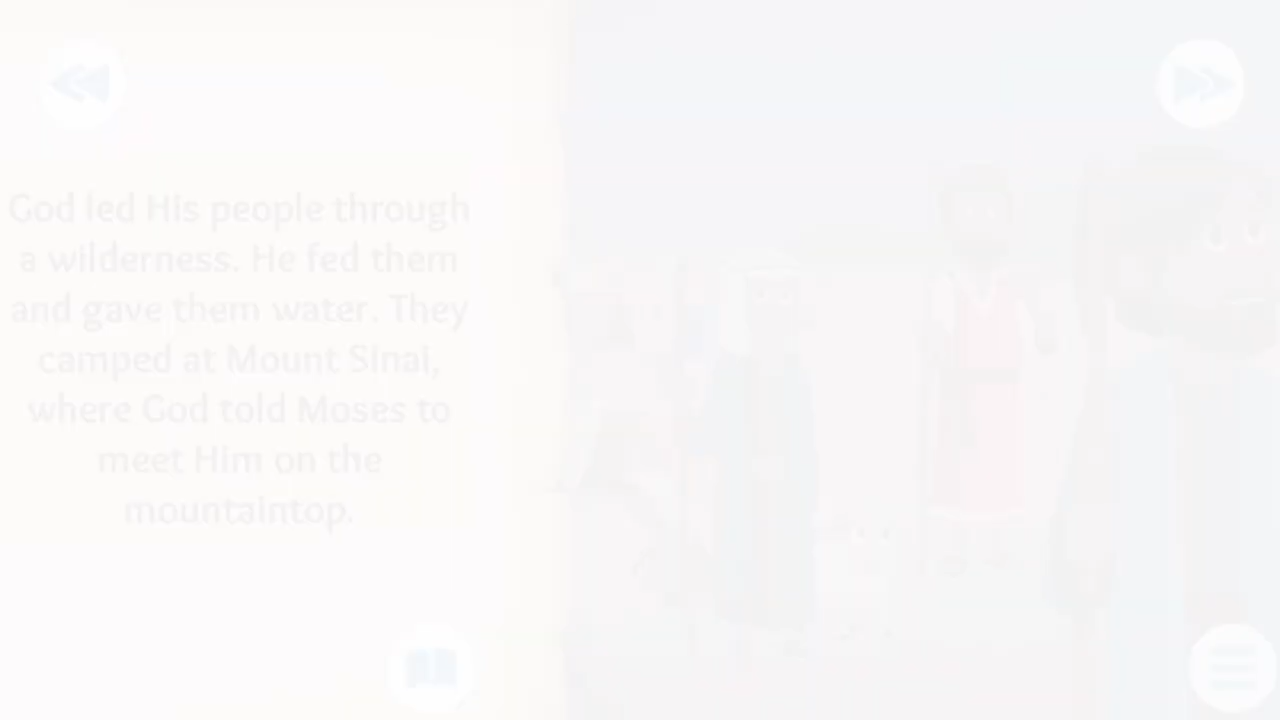 God led His people through
a wilderness. He fed them
and gave them water. They
camped at Mount Sinai,
where God told Moses to
meet Him on the
mountaintop.